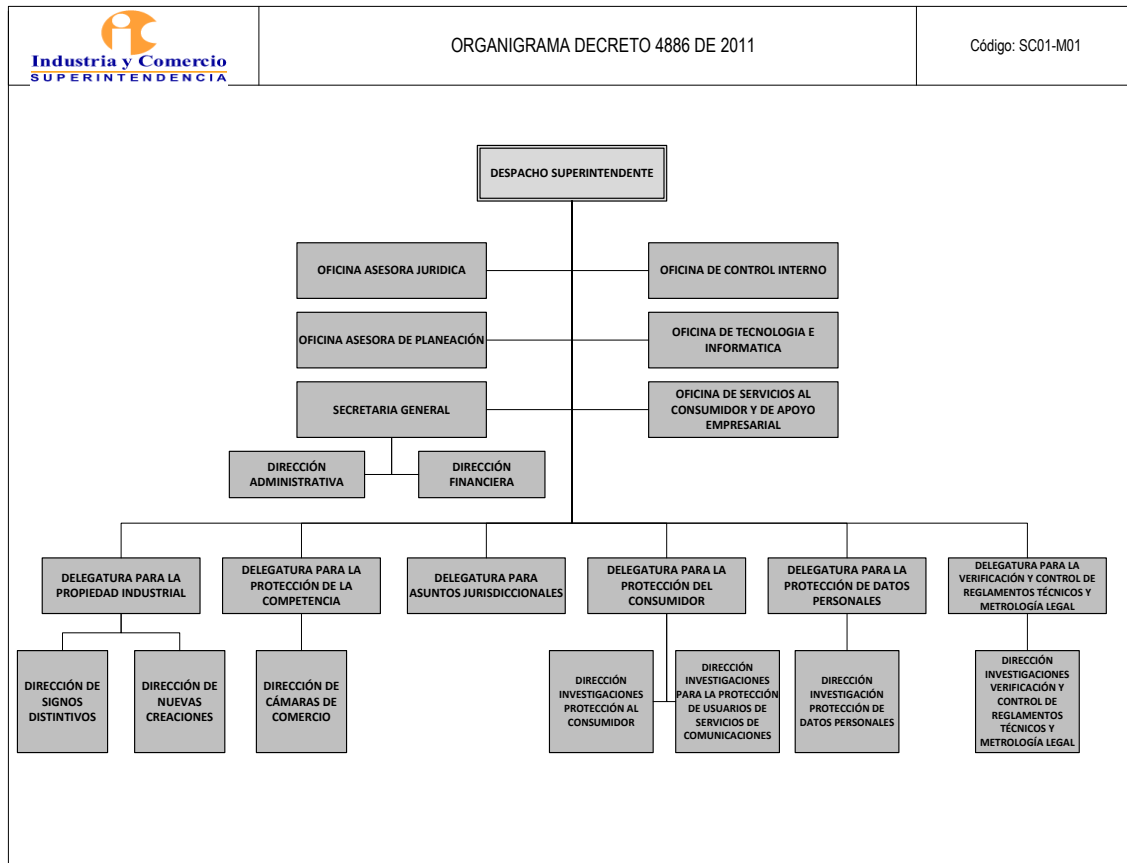 Industria y Comercio
SUPERINTENDENCIA
ORGANIGRAMA DECRETO 4886 DE 2011
Código: SC01-M01
DESPACHO SUPERINTENDENTE
OFICINA ASESORA JURIDICA
OFICINA DE CONTROL INTERNO
OFICINA ASESORA DE PLANEACIÓN
OFICINA DE TECNOLOGIA E
INFORMATICA
SECRETARIA GENERAL
OFICINA DE SERVICIOS AL
CONSUMIDOR Y DE APOYO
EMPRESARIAL
DIRECCIÓN
ADMINISTRATIVA
DIRECCIÓN
FINANCIERA
DELEGATURA PARA LA
PROPIEDAD INDUSTRIAL
DELEGATURA PARA LA
PROTECCIÓN DE LA
COMPETENCIA
DELEGATURA PARA
ASUNTOS JURISDICCIONALES
DELEGATURA PARA LA
PROTECCIÓN DEL
CONSUMIDOR
DELEGATURA PARA LA
PROTECCIÓN DE DATOS
PERSONALES
DELEGATURA PARA LA
VERIFICACIÓN Y CONTROL DE
REGLAMENTOS TÉCNICOS Y
METROLOGÍA LEGAL
DIRECCIÓN DE
SIGNOS
DISTINTIVOS
DIRECCIÓN DE
NUEVAS
CREACIONES
DIRECCIÓN DE
CÁMARAS DE
COMERCIO
DIRECCIÓN
INVESTIGACIONES
PROTECCIÓN AL
CONSUMIDOR
DIRECCIÓN
INVESTIGACIONES
PARA LA PROTECCIÓN
DE USUARIOS DE
SERVICIOS DE
COMUNICACIONES
DIRECCIÓN
INVESTIGACIÓN
PROTECCIÓN DE
DATOS PERSONALES
DIRECCIÓN
INVESTIGACIONES
VERIFICACIÓN Y
CONTROL DE
REGLAMENTOS
TÉCNICOS Y
METROLOGÍA LEGAL